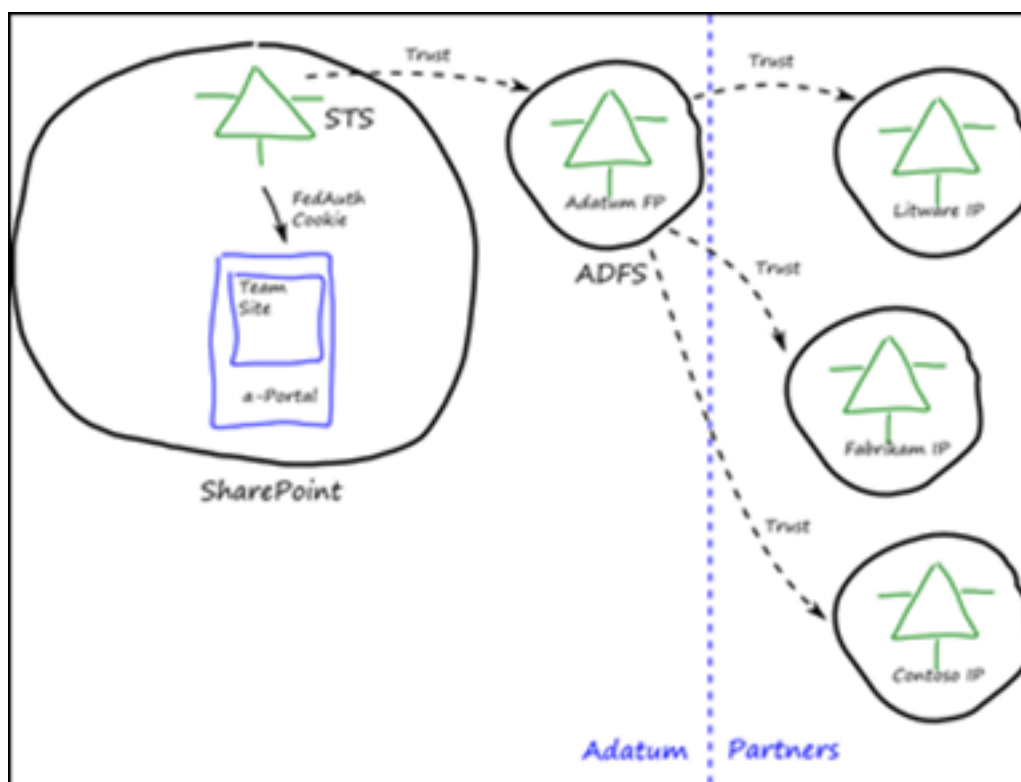 Trust
Trust
STS
FedAuth
Cookie
Adatum FP
Litware IP
ADFS
Trust
Team
Site
a-Portal
Fabrikam IP
SharePoint
Trust
Contoso IP
Adatum
Partners